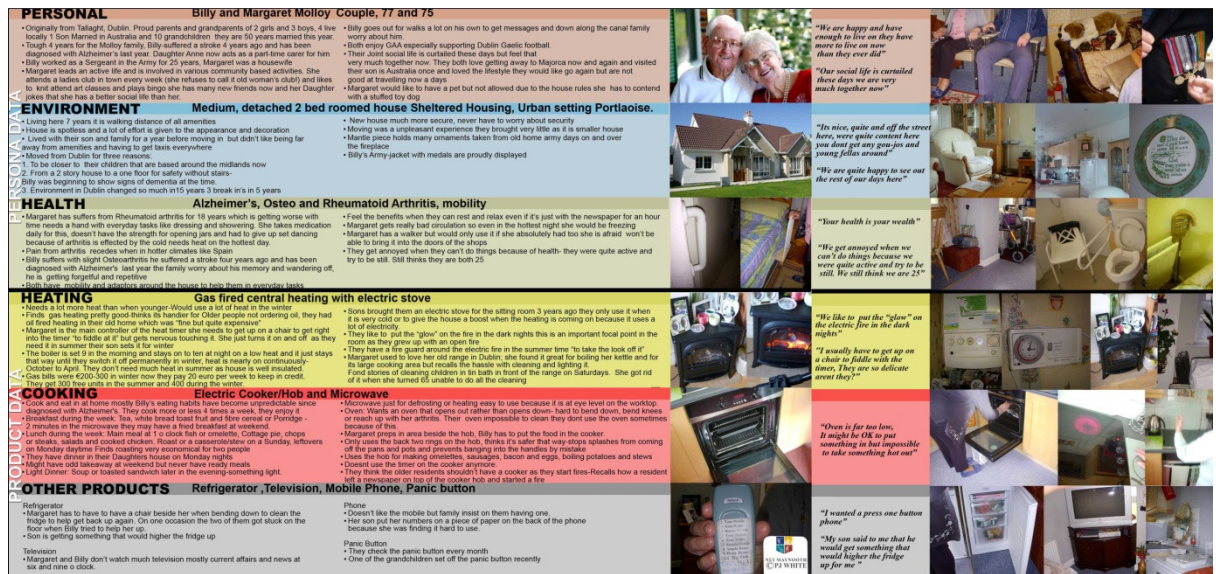 PERSONAL
Billy and Margaret Molloy Couple, 77 and 75
• Originally from Tallaght, Dublin. Proud parents and grandparents of 2 girls and 3 boys, 4 live
locally 1 Son Married in Australia and 10 grandchildren they are 50 years married this year.
• Tough 4 years for the Molloy family, Billy-suffered a stroke 4 years ago and has been
diagnosed with Alzheimer's last year. Daughter Anne now acts as a part-time carer for him
• Billy worked as a Sergeant in the Army for 25 years, Margaret was a housewife
• Margaret leads an active life and is involved in various community based activities. She
attends a ladies club in town every week (she refuses to call it old woman's club) and likes
to knit attend art classes and plays bingo she has many new friends now and her Daughter
jokes that she has a better social life than her.
• Billy goes out for walks a lot on his own to get messages and down along the canal family
worry about him.
• Both enjoy GAA especially supporting Dublin Gaelic football.
• Their Joint social life is curtailed these days but feel that
very much together now. They both love getting away to Majorca now and again and visited
their son is Australia once and loved the lifestyle they would like go again but are not
good at travelling now a days
• Margaret would like to have a pet but not allowed due to the house rules she has to contend
with a stuffed toy dog
"We are happy and have
enough to live on they have
more to live on now
than they ever did"
"Our social life is curtailed
these days we are very
much together now"
PERSONAL DATA
ENVIRONMENT
Medium, detached 2 bed roomed house Sheltered Housing, Urban setting Portlaoise.
• Living here 7 years it is walking distance of all amenities
• House is spotless and a lot of effort is given to the appearance and decoration
• Lived with their son and family for a year before moving in but didn't like being far
away from amenities and having to get taxis everywhere
• Moved from Dublin for three reasons:
1. To be closer to their children that are based around the midlands now
2. From a 2 story house to a one floor for safety without stairs-
Billy was beginning to show signs of dementia at the time.
3. Environment in Dublin changed so much in15 years 3 break in's in 5 years
• New house much more secure, never have to worry about security
• Moving was a unpleasant experience they brought very little as it is smaller house
• Mantle piece holds many ornaments taken from old home army days on and over
the fireplace
• Billy's Army-jacket with medals are proudly displayed
"Its nice, quite and off the street
here, were quite content here
you dont get any gou-jos and
young fellas around"
"We are quite happy to see out
the rest of our days here"
HEALTH
Alzheimer's, Osteo and Rheumatoid Arthritis, mobility
• Margaret has suffers from Rheumatoid arthritis for 18 years which is getting worse with
time needs a hand with everyday tasks like dressing and showering. She takes medication
daily for this, doesn't have the strength for opening jars and had to give up set dancing
because of arthritis is effected by the cold needs heat on the hottest day.
• Pain from arthritis recedes when in hotter climates like Spain
• Billy suffers with slight Osteoarthritis he suffered a stroke four years ago and has been
diagnosed with Alzheimer's last year the family worry about his memory and wandering off,
he is getting forgetful and repetitive
• Both have mobility and adaptors around the house to help them in everyday tasks
• Feel the benefits when they can rest and relax even if it's just with the newspaper for an hour
• Margaret gets really bad circulation so even in the hottest night she would be freezing
• Margaret has a walker but would only use it if she absolutely had too she is afraid won't be
able to bring it into the doors of the shops
• They get annoyed when they can't do things because of health- they were quite active and
try to be still. Still thinks they are both 25
"Your health is your wealth"
"We get annoyed when we
can't do things because we
were quite active and try to be
still. We still think we are 25"
HEATING
Gas fired central heating with electric stove
• Needs a lot more heat than when younger-Would use a lot of heat in the winter
• Finds gas heating pretty good-thinks its handier for Older people not ordering oil, they had
oil fired heating in their old home which was "fine but quite expensive"
• Margaret is the main controller of the heat timer she needs to get up on a chair to get right
into the timer "to fiddle at it" but gets nervous touching it. She just turns it on and off as they
need it in summer their son sets it for winter
• The boiler is set 9 in the morning and stays on to ten at night on a low heat and it just stays
that way until they switch it off permanently in winter, heat is nearly on continuously-
October to April. They don't need much heat in summer as house is well insulated.
• Gas bills were €200-300 in winter now they pay 20 euro per week to keep in credit.
They get 300 free units in the summer and 400 during the winter.
• Sons brought them an electric stove for the sitting room 3 years ago they only use it when
it is very cold or to give the house a boost when the heating is coming on because it uses a
lot of electricity.
• They like to put the "glow" on the fire in the dark nights this is an important focal point in the
room as they grew up with an open fire
• They have a fire guard around the electric fire in the summer time "to take the look off it"
• Margaret used to love her old range in Dublin; she found it great for boiling her kettle and for
its large cooking area but recalls the hassle with cleaning and lighting it.
Fond stories of cleaning children in tin bath in front of the range on Saturdays. She got rid
of it when she turned 65 unable to do all the cleaning
"We like to put the "glow" on
the electric fire in the dark
nights"
"I usually have to get up on
a chair to fiddle with the
timer, They are so delicate
arent they?"
PRODUCT DATA
COOKING
Electric Cooker/Hob and Microwave
• Cook and eat in at home mostly Billy's eating habits have become unpredictable since
diagnosed with Alzheimer's. They cook more or less 4 times a week, they enjoy it
• Breakfast during the week: Tea, white bread toast fruit and fibre cereal or Porridge -
2 minutes in the microwave they may have a fried breakfast at weekend.
• Lunch during the week: Main meal at 1 o clock fish or omelette, Cottage pie, chops
or steaks, salads and cooked chicken. Roast or a casserole/stew on a Sunday, leftovers
on Monday daytime Finds roasting very economical for two people
• They have dinner in their Daughters house on Monday nights
• Might have odd takeaway at weekend but never have ready meals
• Light Dinner: Soup or toasted sandwich later in the evening-something light.
• Microwave just for defrosting or heating easy to use because it is at eye level on the worktop.
• Oven: Wants an oven that opens out rather than opens down- hard to bend down, bend knees
or reach up with her arthritis. Their oven impossible to clean they dont use the oven sometimes
because of this.
• Margaret preps in area beside the hob, Billy has to put the food in the cooker.
• Only uses the back two rings on the hob, thinks it's safer that way-stops splashes from coming
off the pans and pots and prevents banging into the handles by mistake
• Uses the hob for making omelettes, sausages, bacon and eggs, boiling potatoes and stews
• Doesnt use the timer on the cooker anymore.
• They think the older residents shouldn't have a cooker as they start fires-Recalls how a resident
left a newspaper on top of the cooker hob and started a fire
"Oven is far too low,
It might be OK to put
something in but impossible
to take something hot out"
OTHER PRODUCTS
Refrigerator ,Television, Mobile Phone, Panic button
Refrigerator
• Margaret has to have to have a chair beside her when bending down to clean the
fridge to help get back up again. On one occasion the two of them got stuck on the
floor when Billy tried to help her up.
• Son is getting something that would higher the fridge up
Television
• Margaret and Billy don't watch much television mostly current affairs and news at
six and nine o clock.
Phone
• Doesn't like the mobile but family insist on them having one.
• Her son put her numbers on a piece of paper on the back of the phone
because she was finding it hard to use.
Panic Button
• They check the panic button every month
• One of the grandchildren set off the panic button recently
NUI MAYNOOTH
©PJ WHITE
"I wanted a press one button
phone"
"My son said to me that he
would get something that
would higher the fridge
up for me "